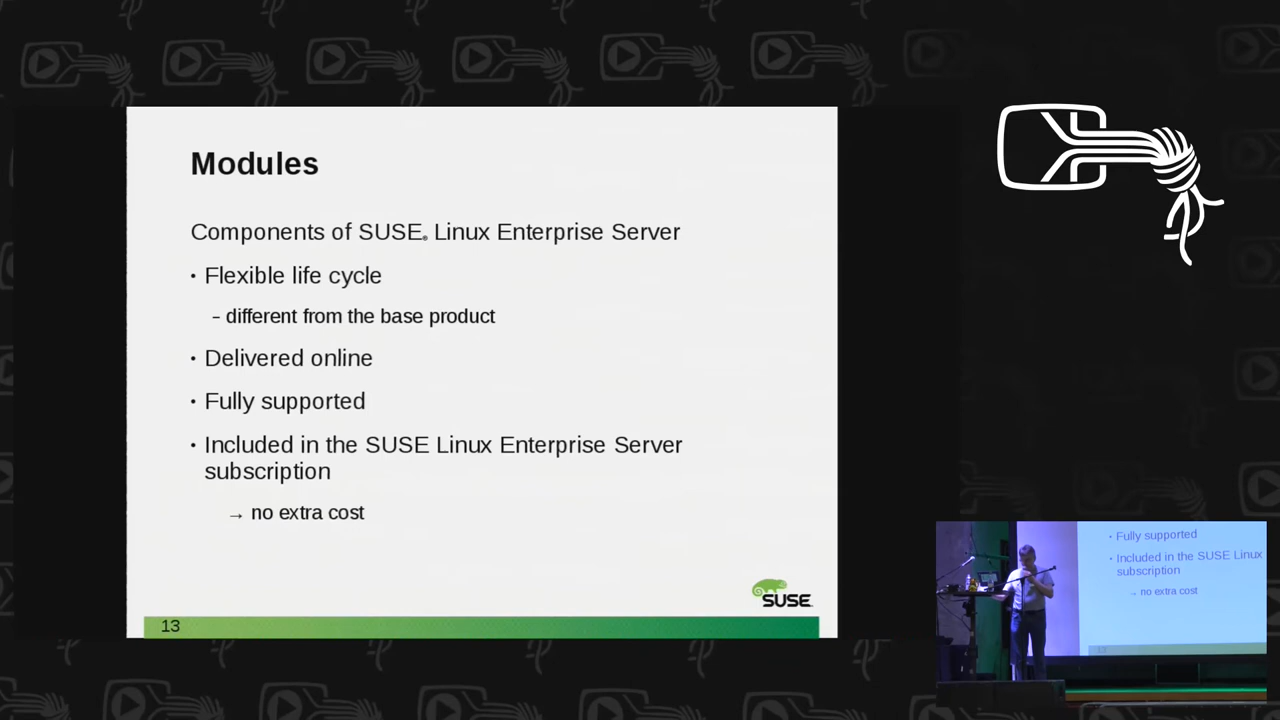 Modules
Components of SUSE® Linux Enterprise Server
• Flexible life cycle
– different from the base product
• Delivered online
• Fully supported
• Included in the SUSE Linux Enterprise Server
subscription
→ no extra cost
SUSE
13
• Fully supported
• Included in the SUSE Linux
subscription
→ no extra cost
13